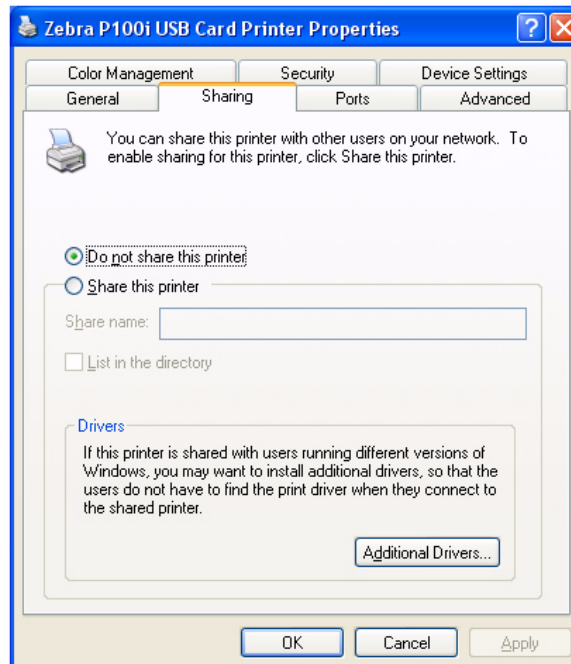 Zebra P100i USB Card Printer Properties
Color Management Security Device Settings
General Sharing Ports Advanced
You can share this printer with other users on your network. To
enable sharing for this printer, click Share this printer.
Do not share this printer
Share this printer
Share name:
List in the directory
Drivers
If this printer is shared with users running different versions of
Windows, you may want to install additional drivers, so that the
users do not have to find the print driver when they connect to
the shared printer.
Additional Drivers...
OK Cancel Apply